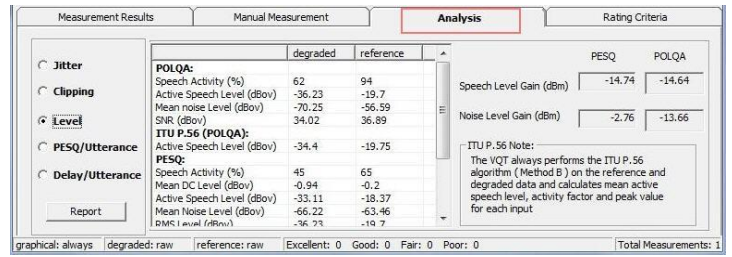 Measurement Results Manual Measurement Analysis Rating Criteria
Jitter
Clipping
Level
PESQ/Utterance
Delay/Utterance
Report
degraded reference
POLQA:
Speech Activity (%) 62 94
Active Speech Level (dBov) -36.23 -19.7
Mean noise Level (dBov) -70.25 -56.59
SNR (dBov) 34.02 36.89
ITU P.56 (POLQA):
Active Speech Level (dBov) -34.4 -19.75
PESQ:
Speech Activity (%) 45 65
Mean DC Level (dBov) -0.94 -0.2
Active Speech Level (dBov) -33.11 -18.37
Mean Noise Level (dBov) -66.22 -63.46
RMS Level (dBov) -36.23 -19.7
PESQ POLQA
Speech Level Gain (dBm) -14.74 -14.64
Noise Level Gain (dBm) -2.76 -13.66
ITU P.56 Note:
The VQT always performs the ITU P.56
algorithm ( Method B ) on the reference and
degraded data and calculates mean active
speech level, activity factor and peak value
for each input
graphical: always degraded: raw reference: raw Excellent: 0 Good: 0 Fair: 0 Poor: 0 Total Measurements: 1